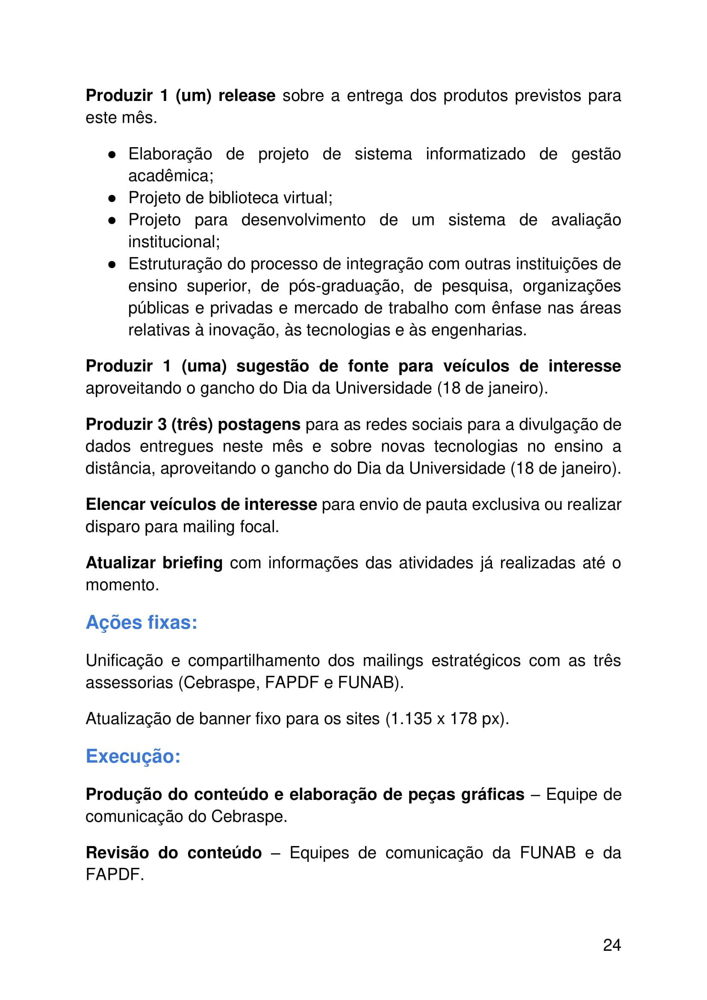 Produzir 1 (um) release sobre a entrega dos produtos previstos para
este mês.
● Elaboração de projeto de sistema informatizado de gestão
acadêmica;
● Projeto de biblioteca virtual;
● Projeto para desenvolvimento de um sistema de avaliação
institucional;
● Estruturação do processo de integração com outras instituições de
ensino superior, de pós-graduação, de pesquisa, organizações
públicas e privadas e mercado de trabalho com ênfase nas áreas
relativas à inovação, às tecnologias e às engenharias.
Produzir 1 (uma) sugestão de fonte para veículos de interesse
aproveitando o gancho do Dia da Universidade (18 de janeiro).
Produzir 3 (três) postagens para as redes sociais para a divulgação de
dados entregues neste mês e sobre novas tecnologias no ensino a
distância, aproveitando o gancho do Dia da Universidade (18 de janeiro).
Elencar veículos de interesse para envio de pauta exclusiva ou realizar
disparo para mailing focal.
Atualizar briefing com informações das atividades já realizadas até o
momento.
Ações fixas:
Unificação e compartilhamento dos mailings estratégicos com as três
assessorias (Cebraspe, FAPDF e FUNAB).
Atualização de banner fixo para os sites (1.135 x 178 px).
Execução:
Produção do conteúdo e elaboração de peças gráficas – Equipe de
comunicação do Cebraspe.
Revisão do conteúdo – Equipes de comunicação da FUNAB e da
FAPDF.
24